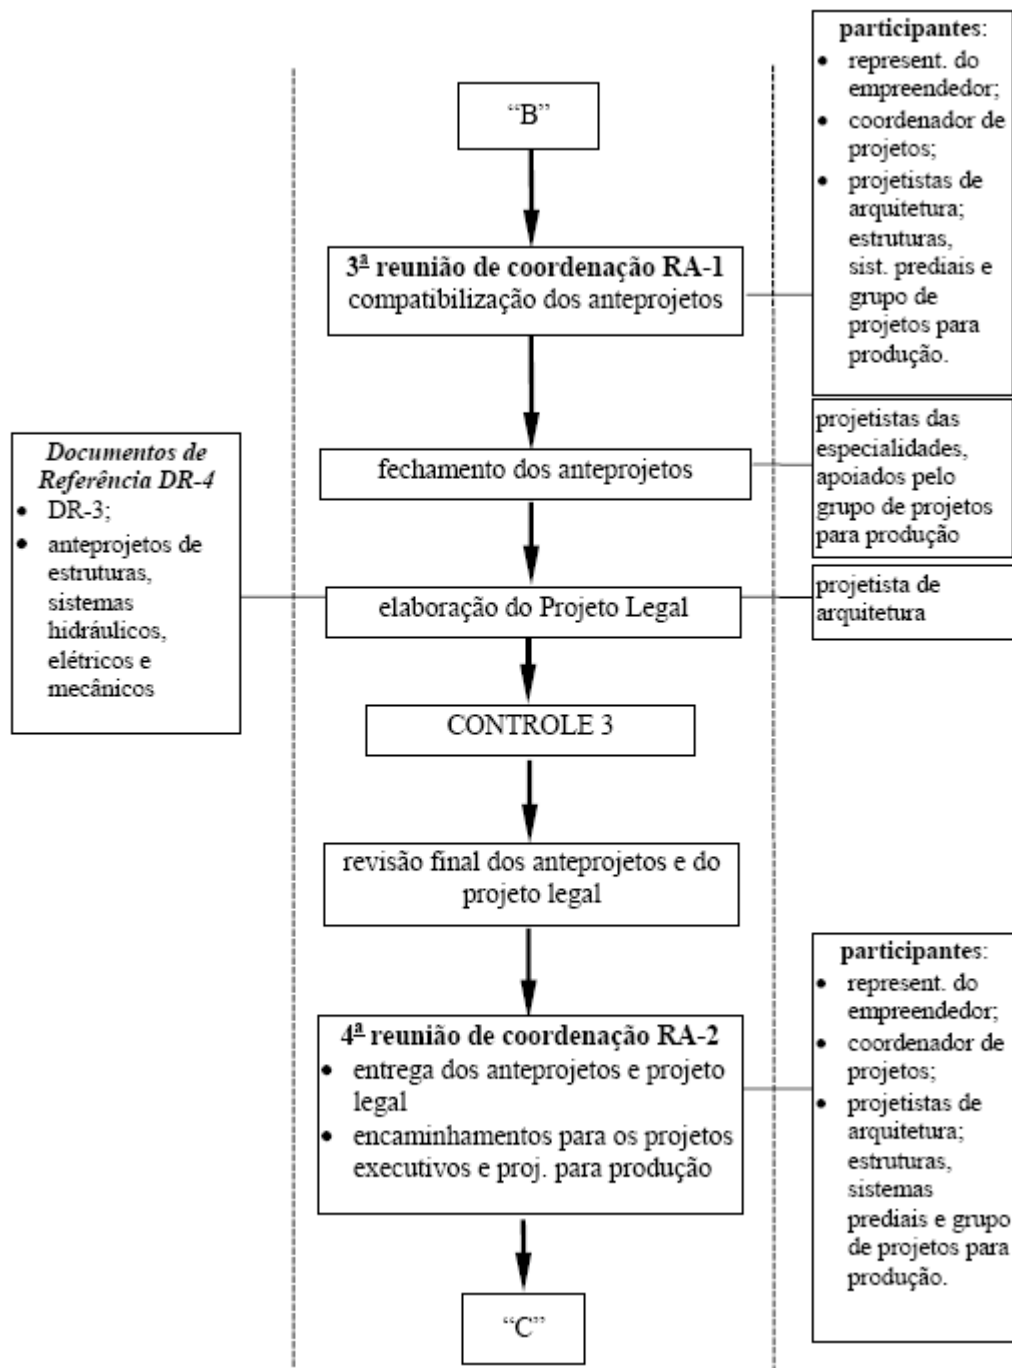 participantes:
• represent. do
empreendedor;
• coordenador de
projetos;
• projetistas de
arquitetura;
estruturas,
sist. prediais e
grupo de
projetos para
produção.
“B”
3ª reunião de coordenação RA-1
compatibilização dos anteprojetos
fechamento dos anteprojetos
projetistas das
especialidades,
apoiados pelo
grupo de projetos
para produção
Documentos de
Referência DR-4
• DR-3;
• anteprojetos de
estruturas,
sistemas
hidráulicos,
elétricos e
mecânicos
elaboração do Projeto Legal
projetista de
arquitetura
CONTROLE 3
revisão final dos anteprojetos e do
projeto legal
4ª reunião de coordenação RA-2
• entrega dos anteprojetos e projeto
legal
• encaminhamentos para os projetos
executivos e proj. para produção
participantes:
• represent. do
empreendedor;
• coordenador de
projetos;
• projetistas de
arquitetura;
estruturas,
sistemas
prediais e grupo
de projetos para
produção.
“C”